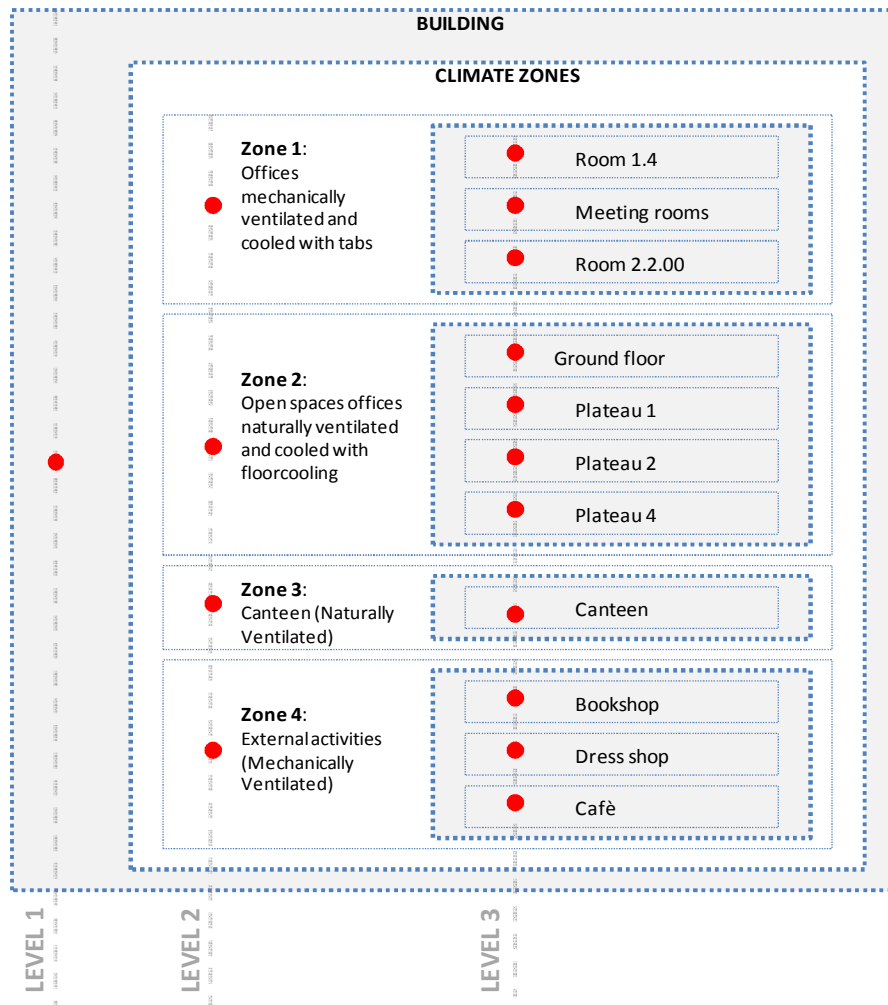 BUILDING
CLIMATE ZONES
Zone 1:
Offices
mechanically
ventilated and
cooled with tabs
Room 1.4
Meeting rooms
Room 2.2.00
Zone 2:
Open spaces offices
naturally ventilated
and cooled with
floorcooling
Ground floor
Plateau 1
Plateau 2
Plateau 4
Zone 3:
Canteen (Naturally
Ventilated)
Canteen
Zone 4:
External activities
(Mechanically
Ventilated)
Bookshop
Dress shop
Cafè
LEVEL 1
LEVEL 2
LEVEL 3